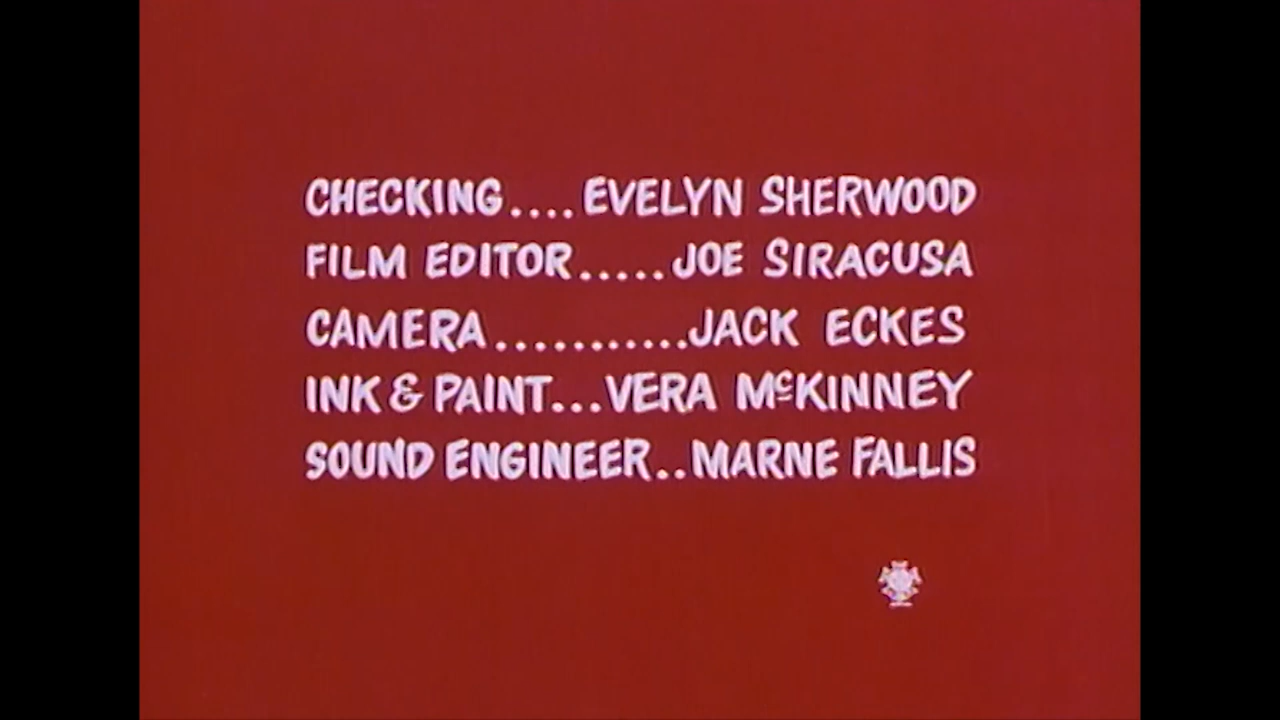 CHECKING....EVELYN SHERWOOD
FILM EDITOR.....JOE SIRACUSA
CAMERA...........JACK ECKES
INK & PAINT...VERA McKINNEY
SOUND ENGINEER..MARNE FALLIS